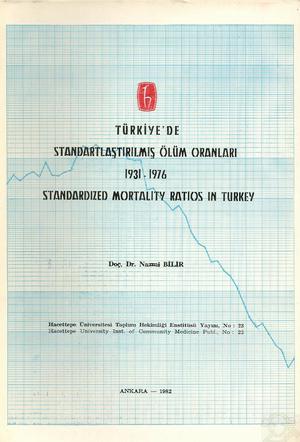 TÜRKİYE'DE
STANDARTLAŞTIRILMIŞ ÖLÜM ORANLARI
1931 - 1976
STANDARDIZED MORTALITY RATIOS IN TURKEY
Doç. Dr. Nazmi BİLİR
Hacettepe Üniversitesi Toplum Hekimliği Enstitüsü Yayını, No : 23
Hacettepe University Inst. of Community Medicine Publ., No : 23
ANKARA — 1982